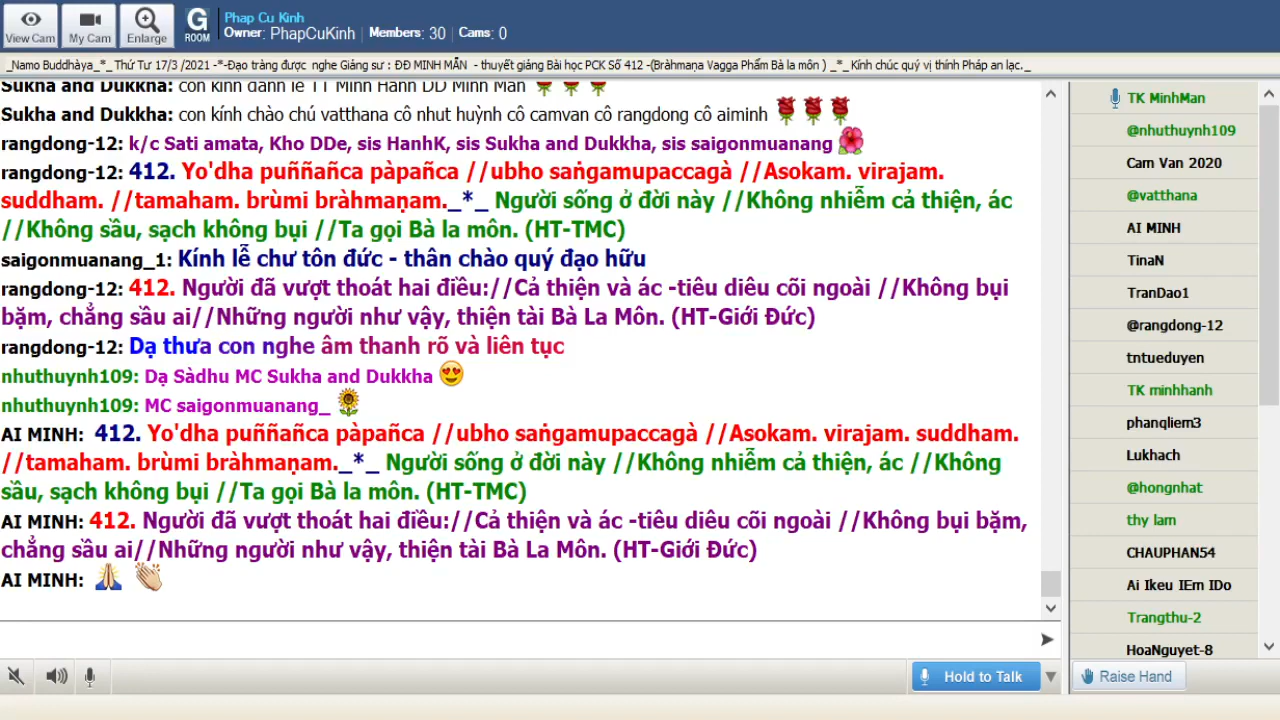 View Cam
My Cam
Enlarge
G
ROOM
Phap Cu Kinh
Owner: PhapCuKinh | Members: 30 | Cams: 0
_Namo Buddhàya_*_ Thứ Tư 17/3 /2021 -*-Đạo tràng được nghe Giảng sư : ĐĐ MINH MẪN - thuyết giảng Bài học PCK Số 412 -(Bràhmaṇa Vagga Phẩm Bà la môn ) _*_ Kính chúc quý vị thính Pháp an lạc._
Sukha and Dukkha: con kính đảnh lễ TT Minh Hạnh DD Minh Mẫn
Sukha and Dukkha: con kính chào chú vatthana cô nhut huỳnh cô camvan cô rangdong cô aiminh
rangdong-12: k/c Sati amata, Kho DDe, sis HanhK, sis Sukha and Dukkha, sis saigonmuanang
rangdong-12: 412. Yo'dha puññañca pàpañca //ubho saṅgamupaccagà //Asokam. virajam.
suddham. //tamaham. brùmi bràhmaṇam._*_ Người sống ở đời này //Không nhiễm cả thiện, ác
//Không sầu, sạch không bụi //Ta gọi Bà la môn. (HT-TMC)
saigonmuanang_1: Kính lễ chư tôn đức - thân chào quý đạo hữu
rangdong-12: 412. Người đã vượt thoát hai điều://Cả thiện và ác -tiêu diêu cõi ngoài //Không bụi
bặm, chẳng sầu ai//Những người như vậy, thiện tài Bà La Môn. (HT-Giới Đức)
rangdong-12: Dạ thưa con nghe âm thanh rõ và liên tục
nhuthuynh109: Dạ Sàdhu MC Sukha and Dukkha
nhuthuynh109: MC saigonmuanang_
AI MINH: 412. Yo'dha puññañca pàpañca //ubho saṅgamupaccagà //Asokam. virajam. suddham.
//tamaham. brùmi bràhmaṇam._*_ Người sống ở đời này //Không nhiễm cả thiện, ác //Không
sầu, sạch không bụi //Ta gọi Bà la môn. (HT-TMC)
AI MINH: 412. Người đã vượt thoát hai điều://Cả thiện và ác -tiêu diêu cõi ngoài //Không bụi bặm,
chẳng sầu ai//Những người như vậy, thiện tài Bà La Môn. (HT-Giới Đức)
AI MINH:
Hold to Talk
TK MinhMan
@nhuthuynh109
Cam Van 2020
@vatthana
AI MINH
TinaN
TranDao1
@rangdong-12
tntueduyen
TK minhhanh
phanqliem3
Lukhach
@hongnhat
thy lam
CHAUPHAN54
Ai Ikeu IEm IDo
Trangthu-2
HoaNguyet-8
Raise Hand